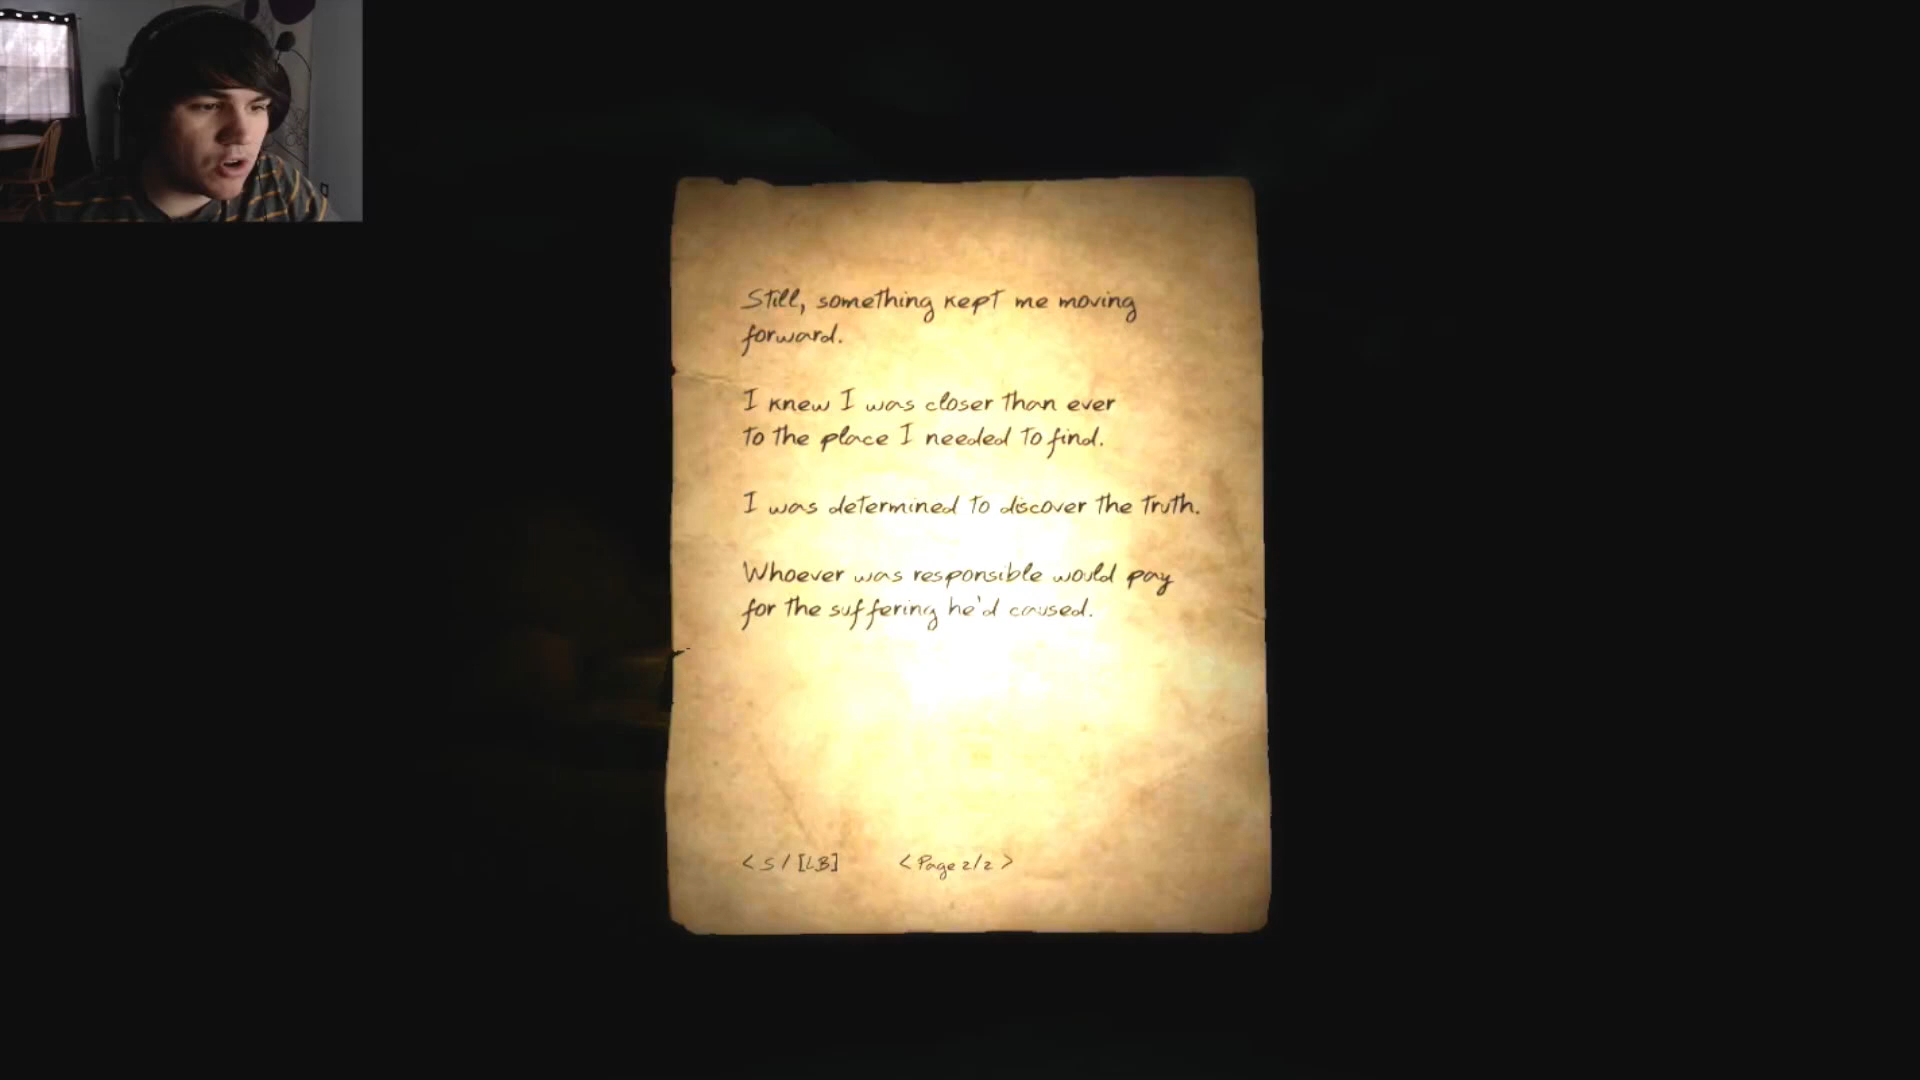 Still, something kept me moving
forward.
I knew I was closer than ever
to the place I needed to find.
I was determined to discover the truth.
Whoever was responsible would pay
for the suffering he'd caused.
< S / [LB] < Page 2/2 >